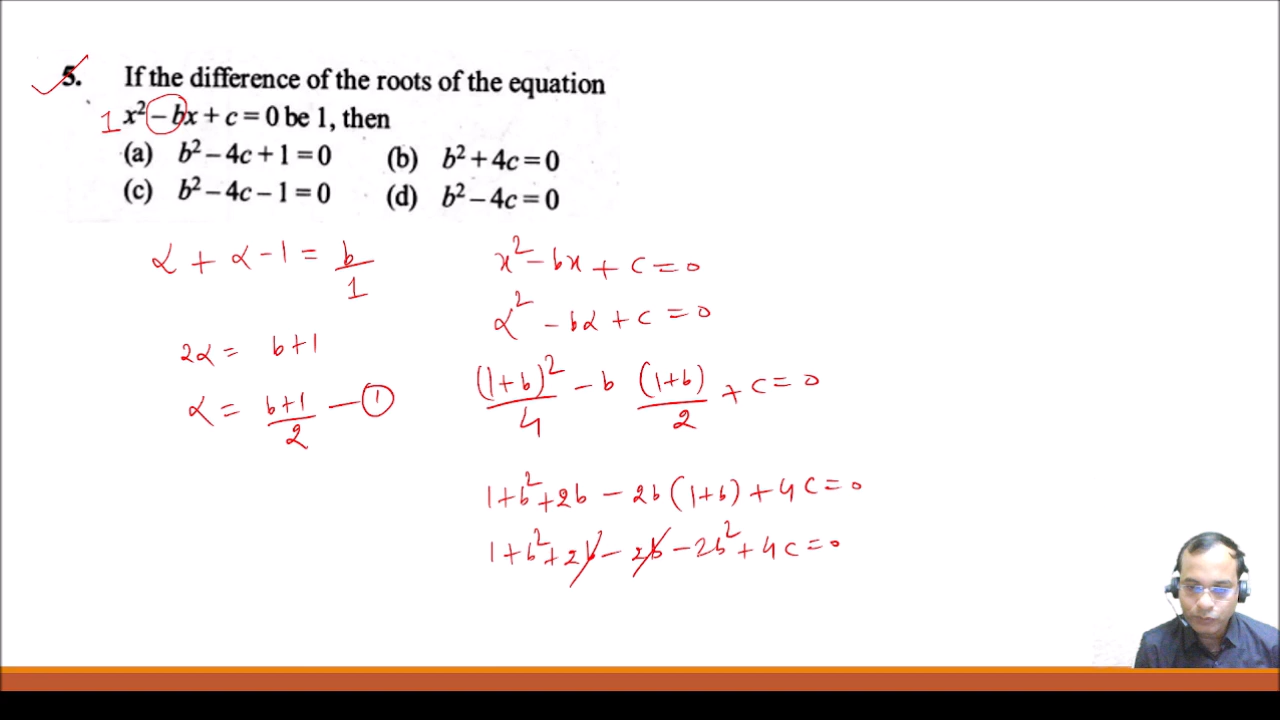 5. If the difference of the roots of the equation
1 x² – bx + c = 0 be 1, then
(a) b² – 4c + 1 = 0 (b) b² + 4c = 0
(c) b² – 4c – 1 = 0 (d) b² – 4c = 0
α + α – 1 = b/1
2α = b+1
α = (b+1)/2 — ①
x² – bx + c = 0
α² – bα + c = 0
(1+b)²/4 – b (1+b)/2 + c = 0
1+b²+2b – 2b(1+b) + 4c = 0
1+b²+2b – 2b – 2b² + 4c = 0